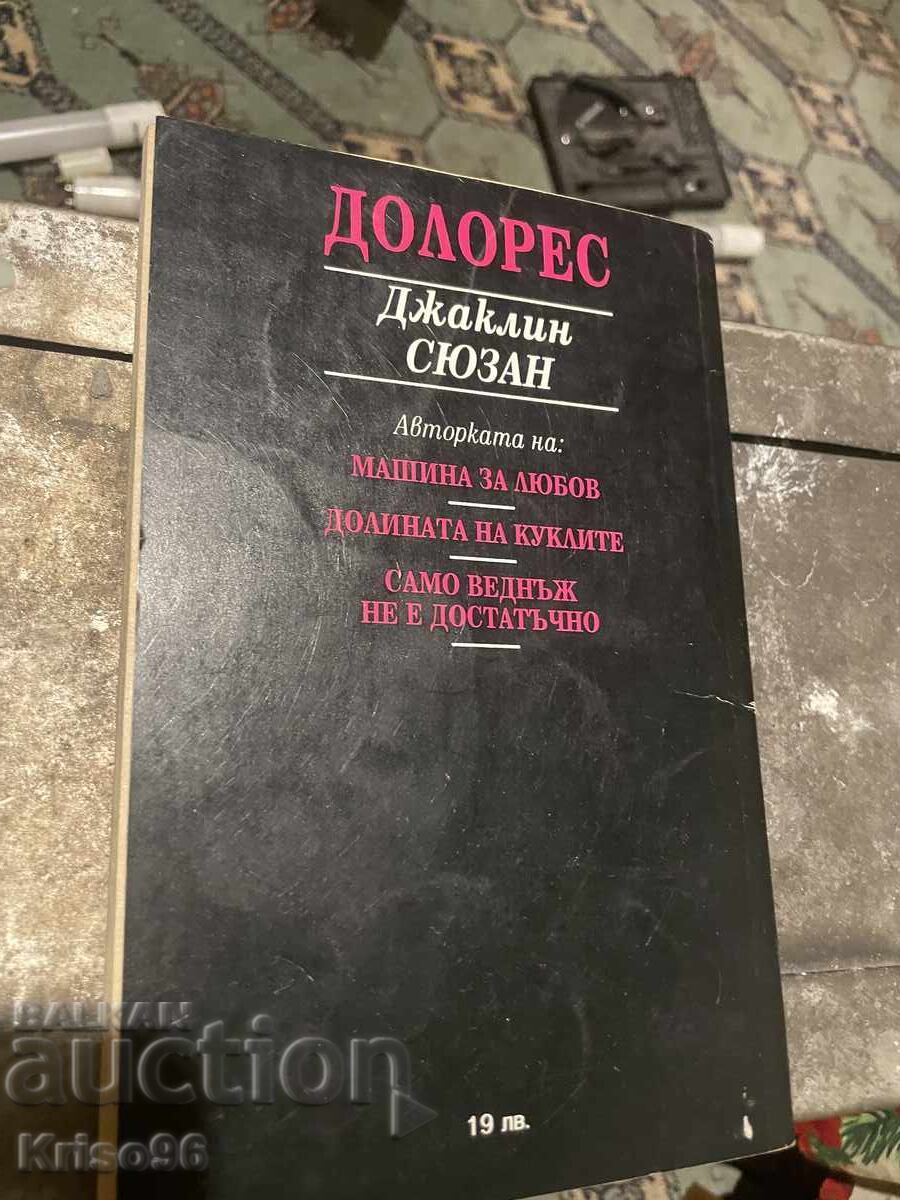 ДОЛОРЕС
Джаклин
СЮЗАН
Авторката на:
МАШИНА ЗА ЛЮБОВ
ДОЛИНАТА НА КУКЛИТЕ
САМО ВЕДНЪЖ
НЕ Е ДОСТАТЪЧНО
19 лв.
BALKAN
auction
Kriso96